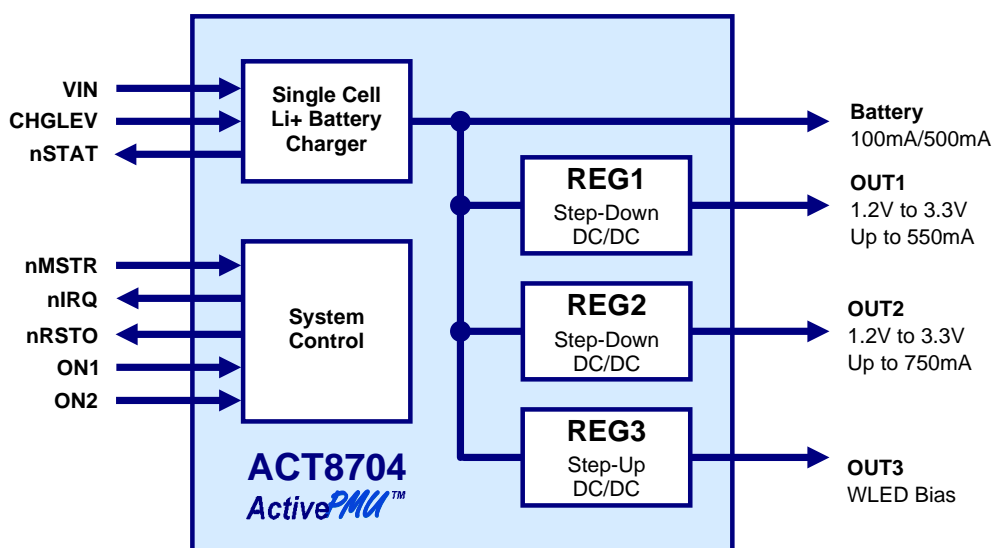 VIN
CHGLEV
nSTAT
Single Cell
Li+ Battery
Charger
Battery
100mA/500mA
REG1
Step-Down
DC/DC
OUT1
1.2V to 3.3V
Up to 550mA
nMSTR
nIRQ
nRSTO
ON1
ON2
System
Control
REG2
Step-Down
DC/DC
OUT2
1.2V to 3.3V
Up to 750mA
REG3
Step-Up
DC/DC
OUT3
WLED Bias
ACT8704
ActivePMU™